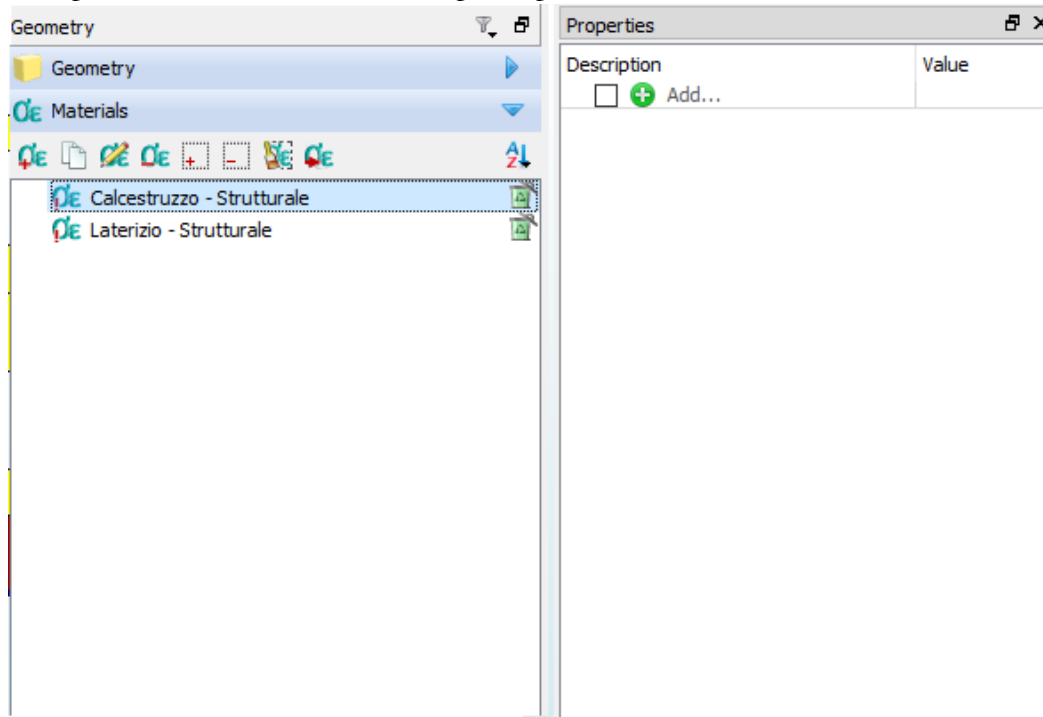 Geometry
Geometry
Materials
Calcestruzzo - Strutturale
Laterizio - Strutturale
Properties
Description Value
Add...